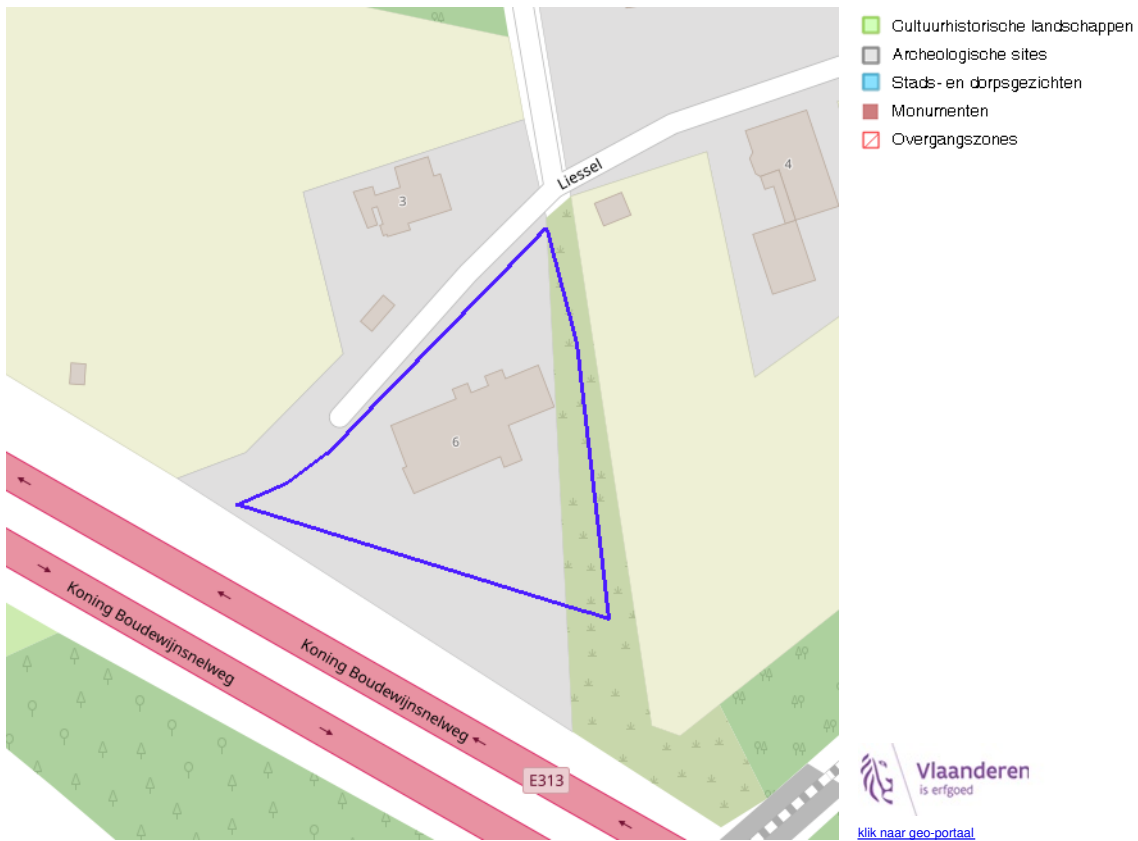 Liessel
3
4
6
Koning Boudewijnsnelweg
Koning Boudewijnsnelweg
E313
Cultuurhistorische landschappen
Archeologische sites
Stads- en dorpsgezichten
Monumenten
Overgangszones
Vlaanderen
is erfgoed
klik naar geo-portaal